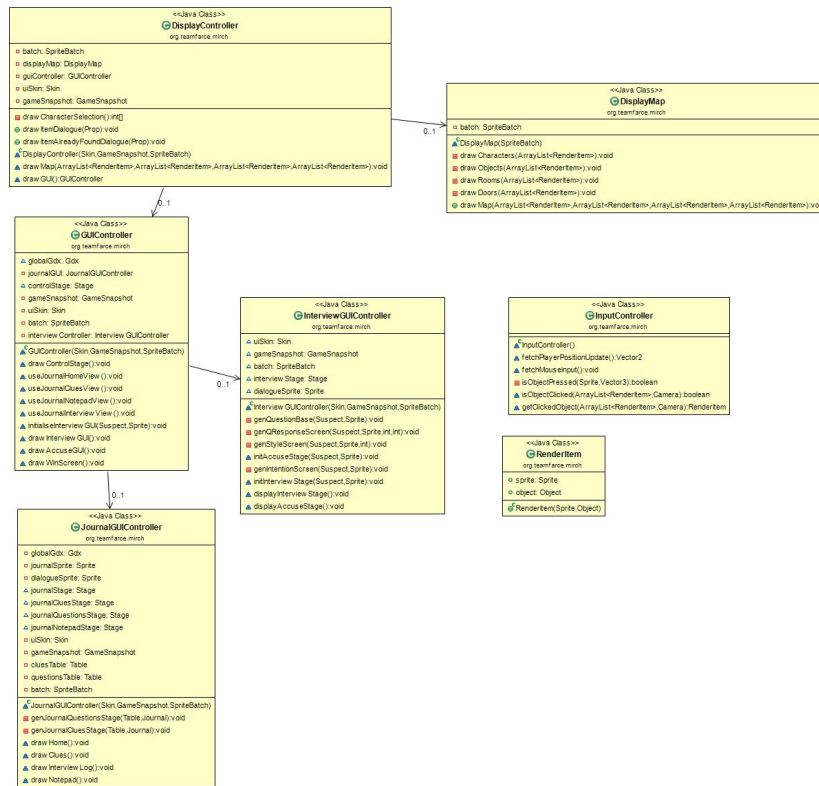 <<Java Class>>
DisplayController
org.teamfarce.mirch
batch: SpriteBatch
displayMap: DisplayMap
guiController: GUIController
uiSkin: Skin
gameSnapshot: GameSnapshot
draw CharacterSelection():int[]
draw ItemDialogue(Prop):void
draw ItemAlreadyFoundDialogue(Prop):void
DisplayController(Skin,GameSnapshot,SpriteBatch)
draw Map(ArrayList<RenderItem>,ArrayList<RenderItem>,ArrayList<RenderItem>,ArrayList<RenderItem>):void
draw GUI():GUIController
0..1
0..1
<<Java Class>>
DisplayMap
org.teamfarce.mirch
batch: SpriteBatch
DisplayMap(SpriteBatch)
draw Characters(ArrayList<RenderItem>):void
draw Objects(ArrayList<RenderItem>):void
draw Rooms(ArrayList<RenderItem>):void
draw Doors(ArrayList<RenderItem>):void
draw Map(ArrayList<RenderItem>,ArrayList<RenderItem>,ArrayList<RenderItem>,ArrayList<RenderItem>):vo
<<Java Class>>
GUIController
org.teamfarce.mirch
globalGdx: Gdx
journalGUI: JournalGUIController
controlStage: Stage
gameSnapshot: GameSnapshot
uiSkin: Skin
batch: SpriteBatch
interview Controller: Interview GUIController
GUIController(Skin,GameSnapshot,SpriteBatch)
draw ControlStage():void
useJournalHomeView ():void
useJournalCluesView ():void
useJournalNotepadView ():void
useJournalInterview View ():void
initialiseInterview GUI(Suspect,Sprite):void
draw Interview GUI():void
draw AccuseGUI():void
draw WinScreen():void
0..1
0..1
<<Java Class>>
InterviewGUIController
org.teamfarce.mirch
uiSkin: Skin
gameSnapshot: GameSnapshot
batch: SpriteBatch
interview Stage: Stage
dialogueSprite: Sprite
Interview GUIController(Skin,GameSnapshot,SpriteBatch)
genQuestionBase(Suspect,Sprite):void
genQResponseScreen(Suspect,Sprite,int,int):void
genStyleScreen(Suspect,Sprite,int):void
initAccuseStage(Suspect,Sprite):void
genIntentionScreen(Suspect,Sprite):void
initInterview Stage(Suspect,Sprite):void
displayInterview Stage():void
displayAccuseStage():void
<<Java Class>>
InputController
org.teamfarce.mirch
InputController()
fetchPlayerPositionUpdate():Vector2
fetchMouseInput():void
isObjectPressed(Sprite,Vector3):boolean
isObjectClicked(ArrayList<RenderItem>,Camera):boolean
getClickedObject(ArrayList<RenderItem>,Camera):RenderItem
<<Java Class>>
RenderItem
org.teamfarce.mirch
sprite: Sprite
object: Object
RenderItem(Sprite,Object)
<<Java Class>>
JournalGUIController
org.teamfarce.mirch
globalGdx: Gdx
journalSprite: Sprite
dialogueSprite: Sprite
journalStage: Stage
journalCluesStage: Stage
journalQuestionsStage: Stage
journalNotepadStage: Stage
uiSkin: Skin
gameSnapshot: GameSnapshot
cluesTable: Table
questionsTable: Table
batch: SpriteBatch
JournalGUIController(Skin,GameSnapshot,SpriteBatch)
genJournalQuestionsStage(Table,Journal):void
genJournalCluesStage(Table,Journal):void
draw Home():void
draw Clues():void
draw Interview Log():void
draw Notepad():void